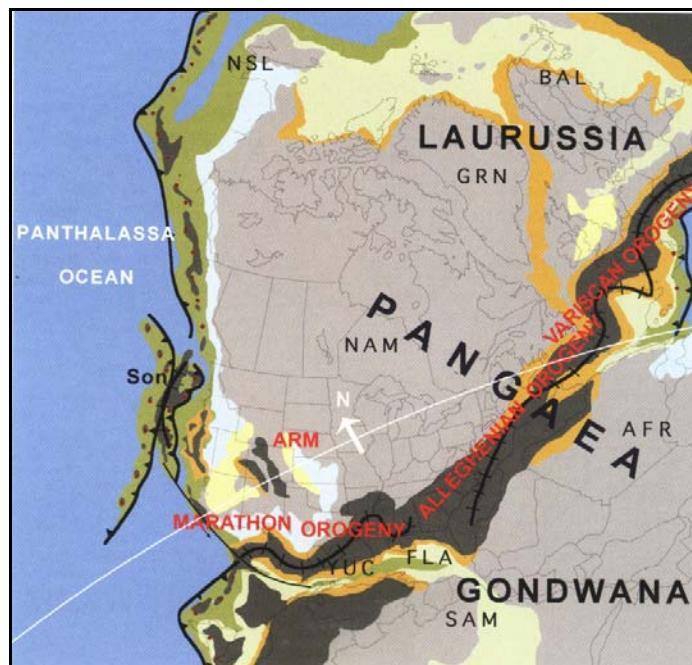 NSL
BAL
LAURUSSIA
GRN
PANTHALASSA
OCEAN
VARISCAN OROGENY
PANGAEA
NAM
Son
N
ARM
AFR
ALLEGHENIAN OROGENY
MARATHON OROGENY
YUC
FLA
GONDWANA
SAM